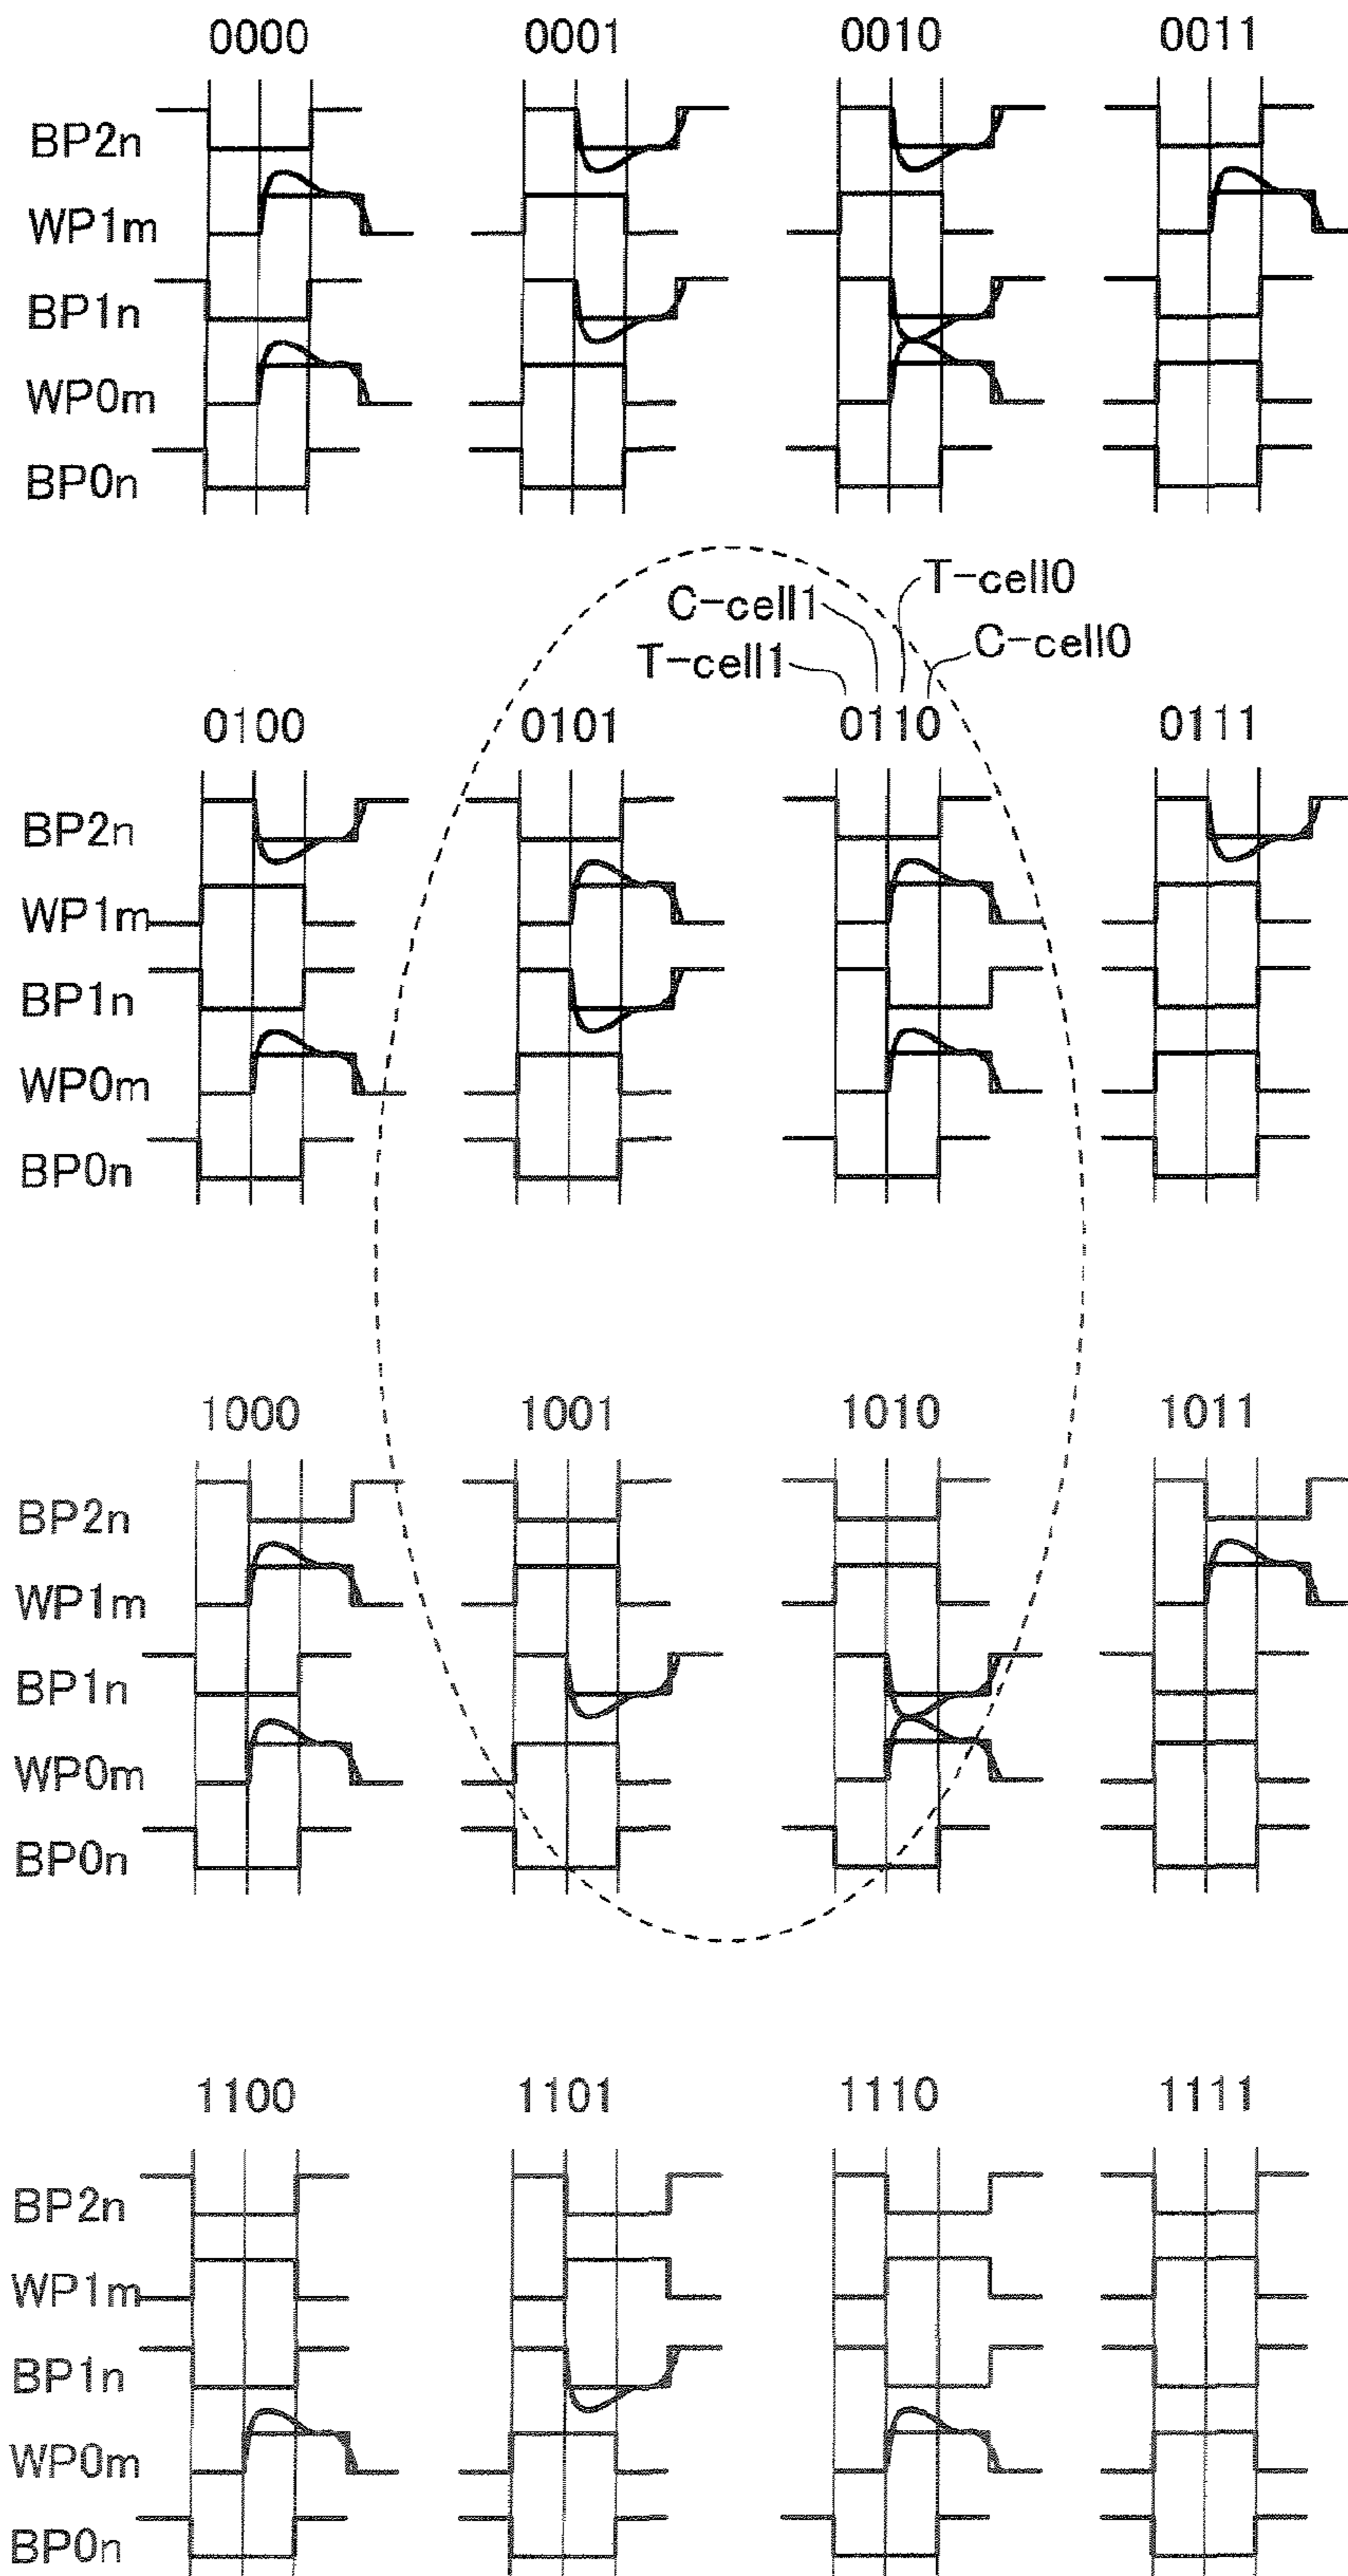 0000 0001 0010 0011
BP2n
WP1m
BP1n
WP0m
BP0n
T-cell0
C-cell1
C-cell0
T-cell1
0100 0101 0110 0111
BP2n
WP1m
BP1n
WP0m
BP0n
1000 1001 1010 1011
BP2n
WP1m
BP1n
WP0m
BP0n
1100 1101 1110 1111
BP2n
WP1m
BP1n
WP0m
BP0n